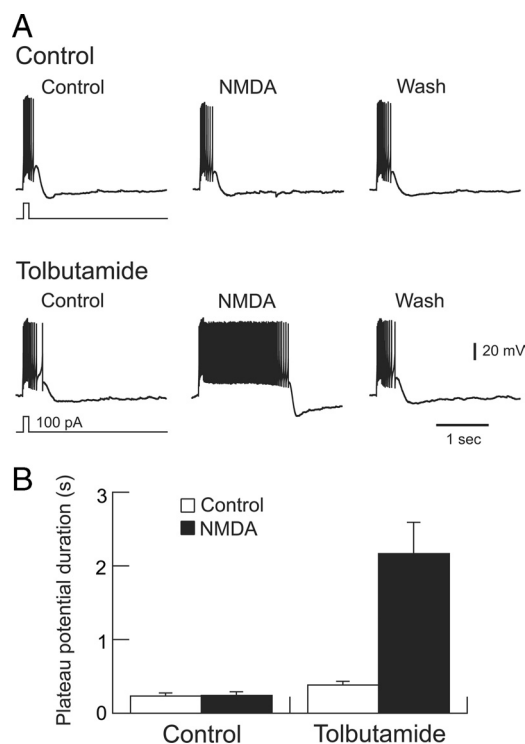 A
Control
Control NMDA Wash
Tolbutamide
Control NMDA Wash
20 mV
100 pA
1 sec
B
Plateau potential duration (s)
3
2
1
0
Control
NMDA
Control Tolbutamide